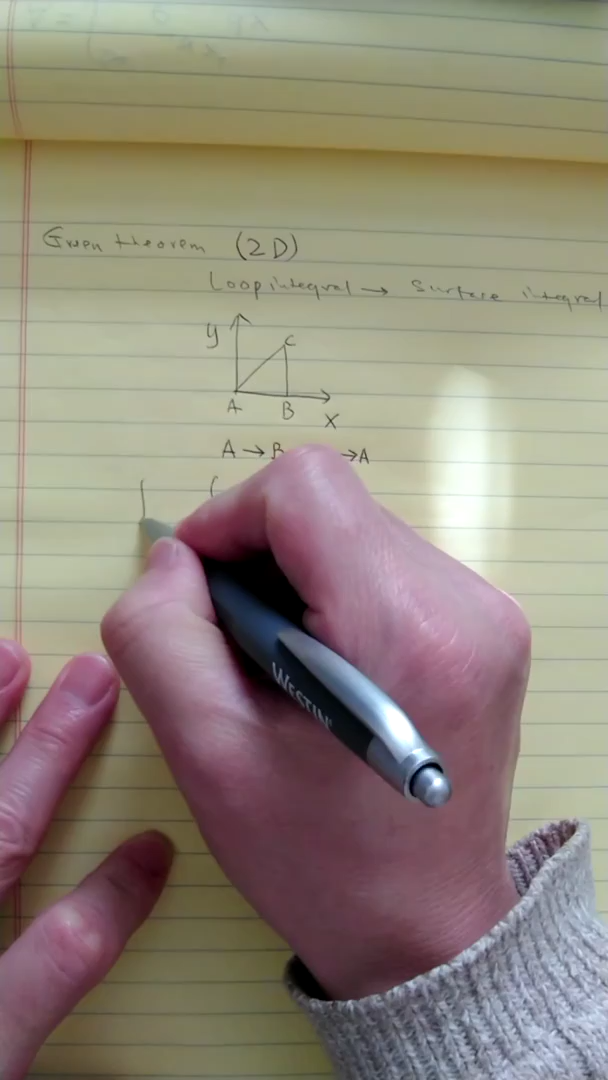 Green theorem (2D)
Loop integral → Surface integral
y
C
A B
x
A → B → A
WESTIN